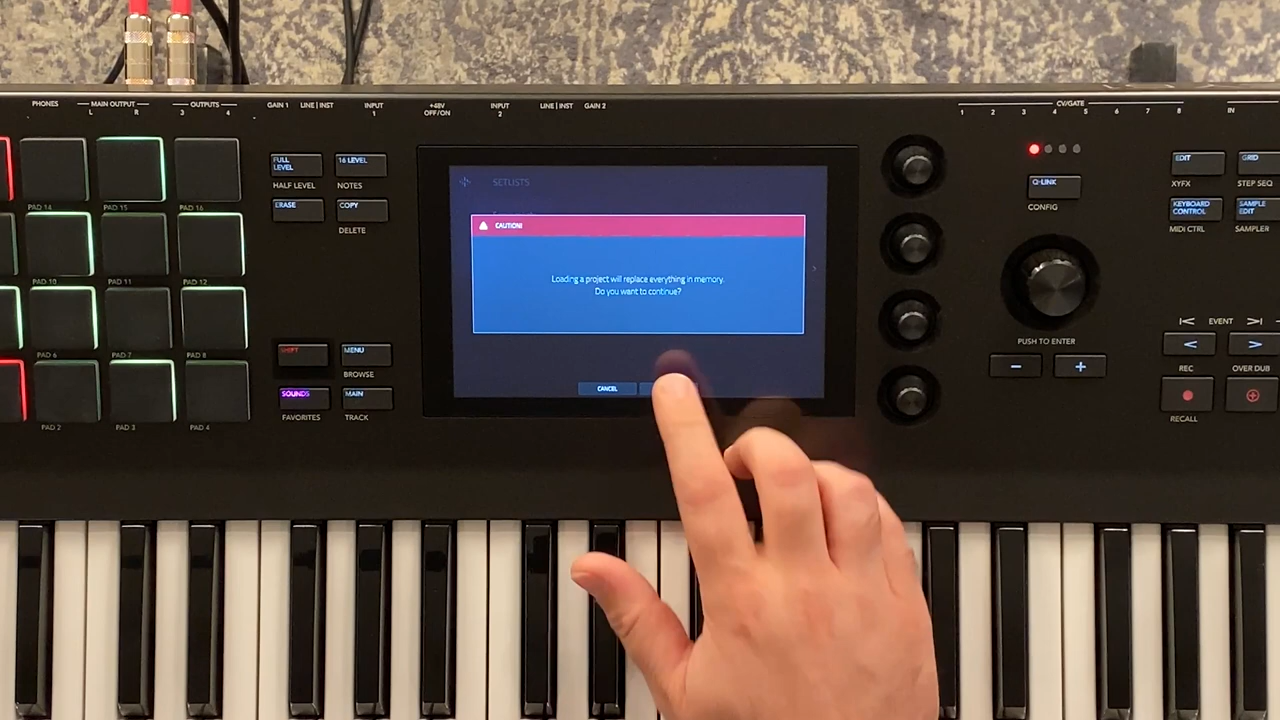 PHONES
MAIN OUTPUT
L R
OUTPUTS
3 4
GAIN 1
LINE | INST
INPUT
1
+48V
OFF/ON
INPUT
2
LINE | INST
GAIN 2
CV/GATE
1 2 3 4 5 6 7 8
IN
FULL
LEVEL
HALF LEVEL
16 LEVEL
NOTES
ERASE
COPY
DELETE
SETLISTS
CAUTION!
Loading a project will replace everything in memory.
Do you want to continue?
CANCEL
Q-LINK
CONFIG
EDIT
XYFX
GRID
STEP SEQ
KEYBOARD
CONTROL
MIDI CTRL
SAMPLE
EDIT
SAMPLER
PAD 14
PAD 15
PAD 16
PAD 10
PAD 11
PAD 12
PAD 6
PAD 7
PAD 8
PAD 2
PAD 3
PAD 4
SHIFT
MENU
BROWSE
SOUNDS
FAVORITES
MAIN
TRACK
PUSH TO ENTER
− +
|< EVENT >|
< >
REC
OVER DUB
RECALL